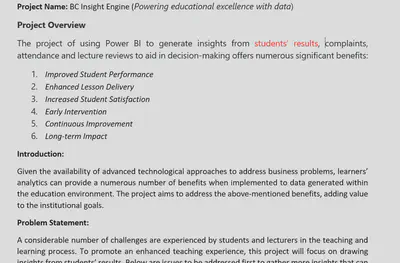 Project Name: BC Insight Engine (Powering educational excellence with data)
Project Overview
The project of using Power BI to generate insights from students' results, complaints,
attendance and lecture reviews to aid in decision-making offers numerous significant benefits:
1. Improved Student Performance
2. Enhanced Lesson Delivery
3. Increased Student Satisfaction
4. Early Intervention
5. Continuous Improvement
6. Long-term Impact
Introduction:
Given the availability of advanced technological approaches to address business problems, learners'
analytics can provide a numerous number of benefits when implemented to data generated within
the education environment. The project aims to address the above-mentioned benefits, adding value
to the institutional goals.
Problem Statement:
A considerable number of challenges are experienced by students and lecturers in the teaching and
learning process. To promote an enhanced teaching experience, this project will focus on drawing
insights from students' results. Below are issues to be addressed first to gather more insights that can